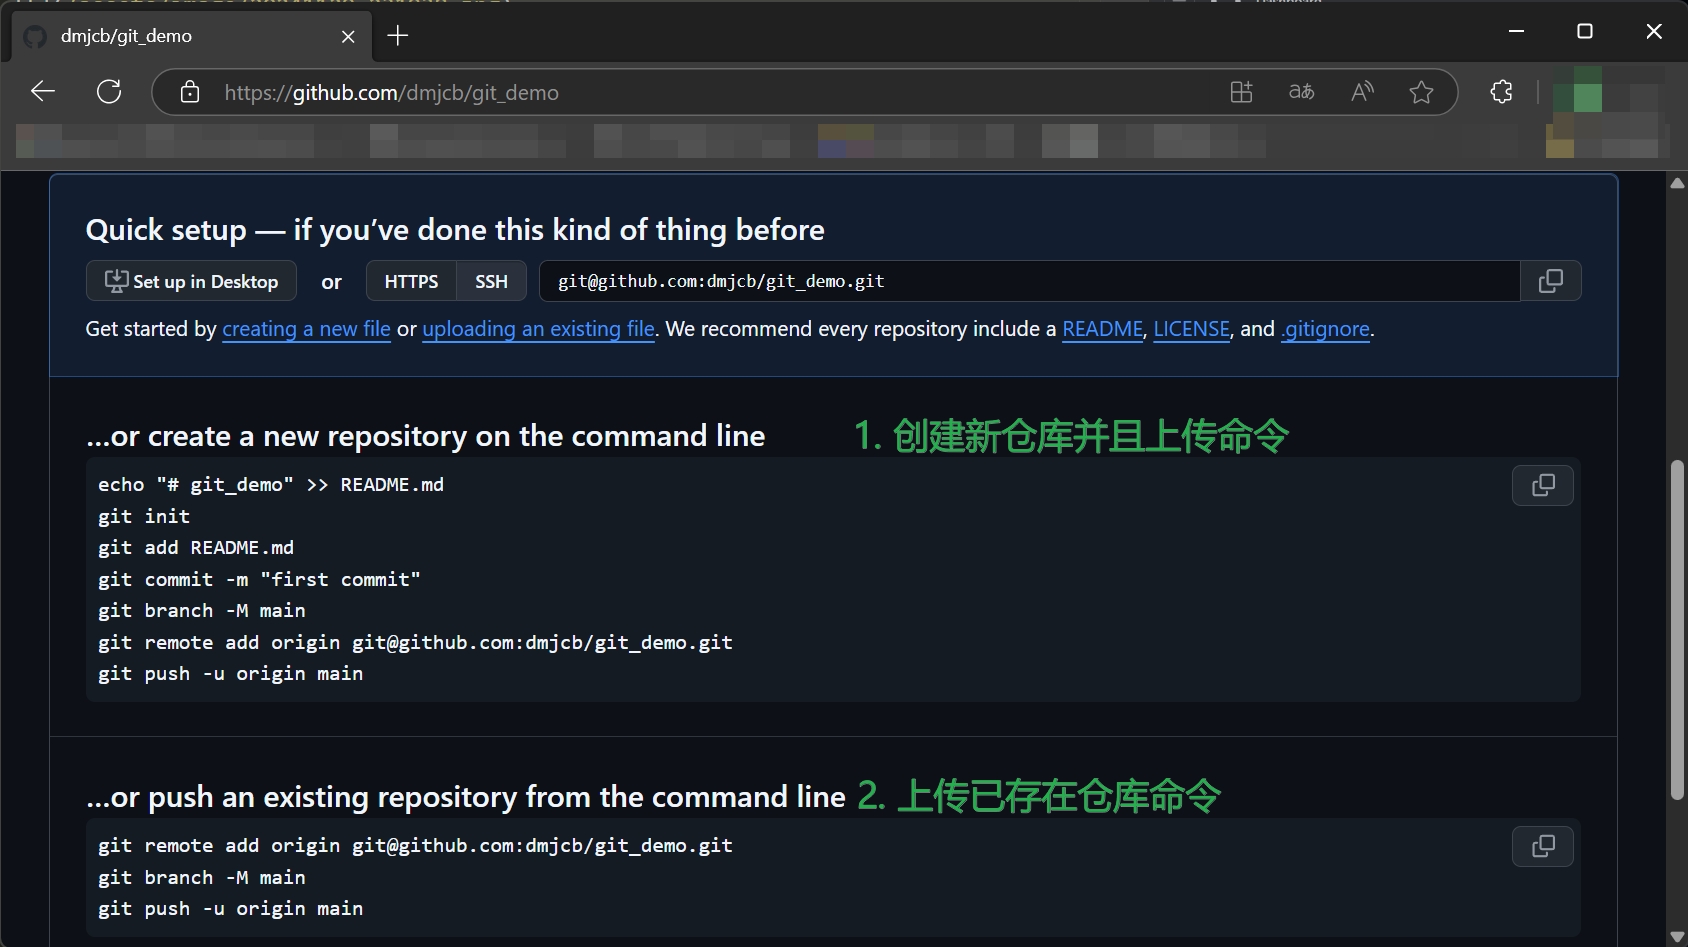 dmjcb/git_demo
https://github.com/dmjcb/git_demo
Quick setup — if you’ve done this kind of thing before
Set up in Desktop or HTTPS SSH git@github.com:dmjcb/git_demo.git
Get started by creating a new file or uploading an existing file. We recommend every repository include a README, LICENSE, and .gitignore.
…or create a new repository on the command line 1. 创建新仓库并且上传命令
echo "# git_demo" >> README.md
git init
git add README.md
git commit -m "first commit"
git branch -M main
git remote add origin git@github.com:dmjcb/git_demo.git
git push -u origin main
…or push an existing repository from the command line 2. 上传已存在仓库命令
git remote add origin git@github.com:dmjcb/git_demo.git
git branch -M main
git push -u origin main